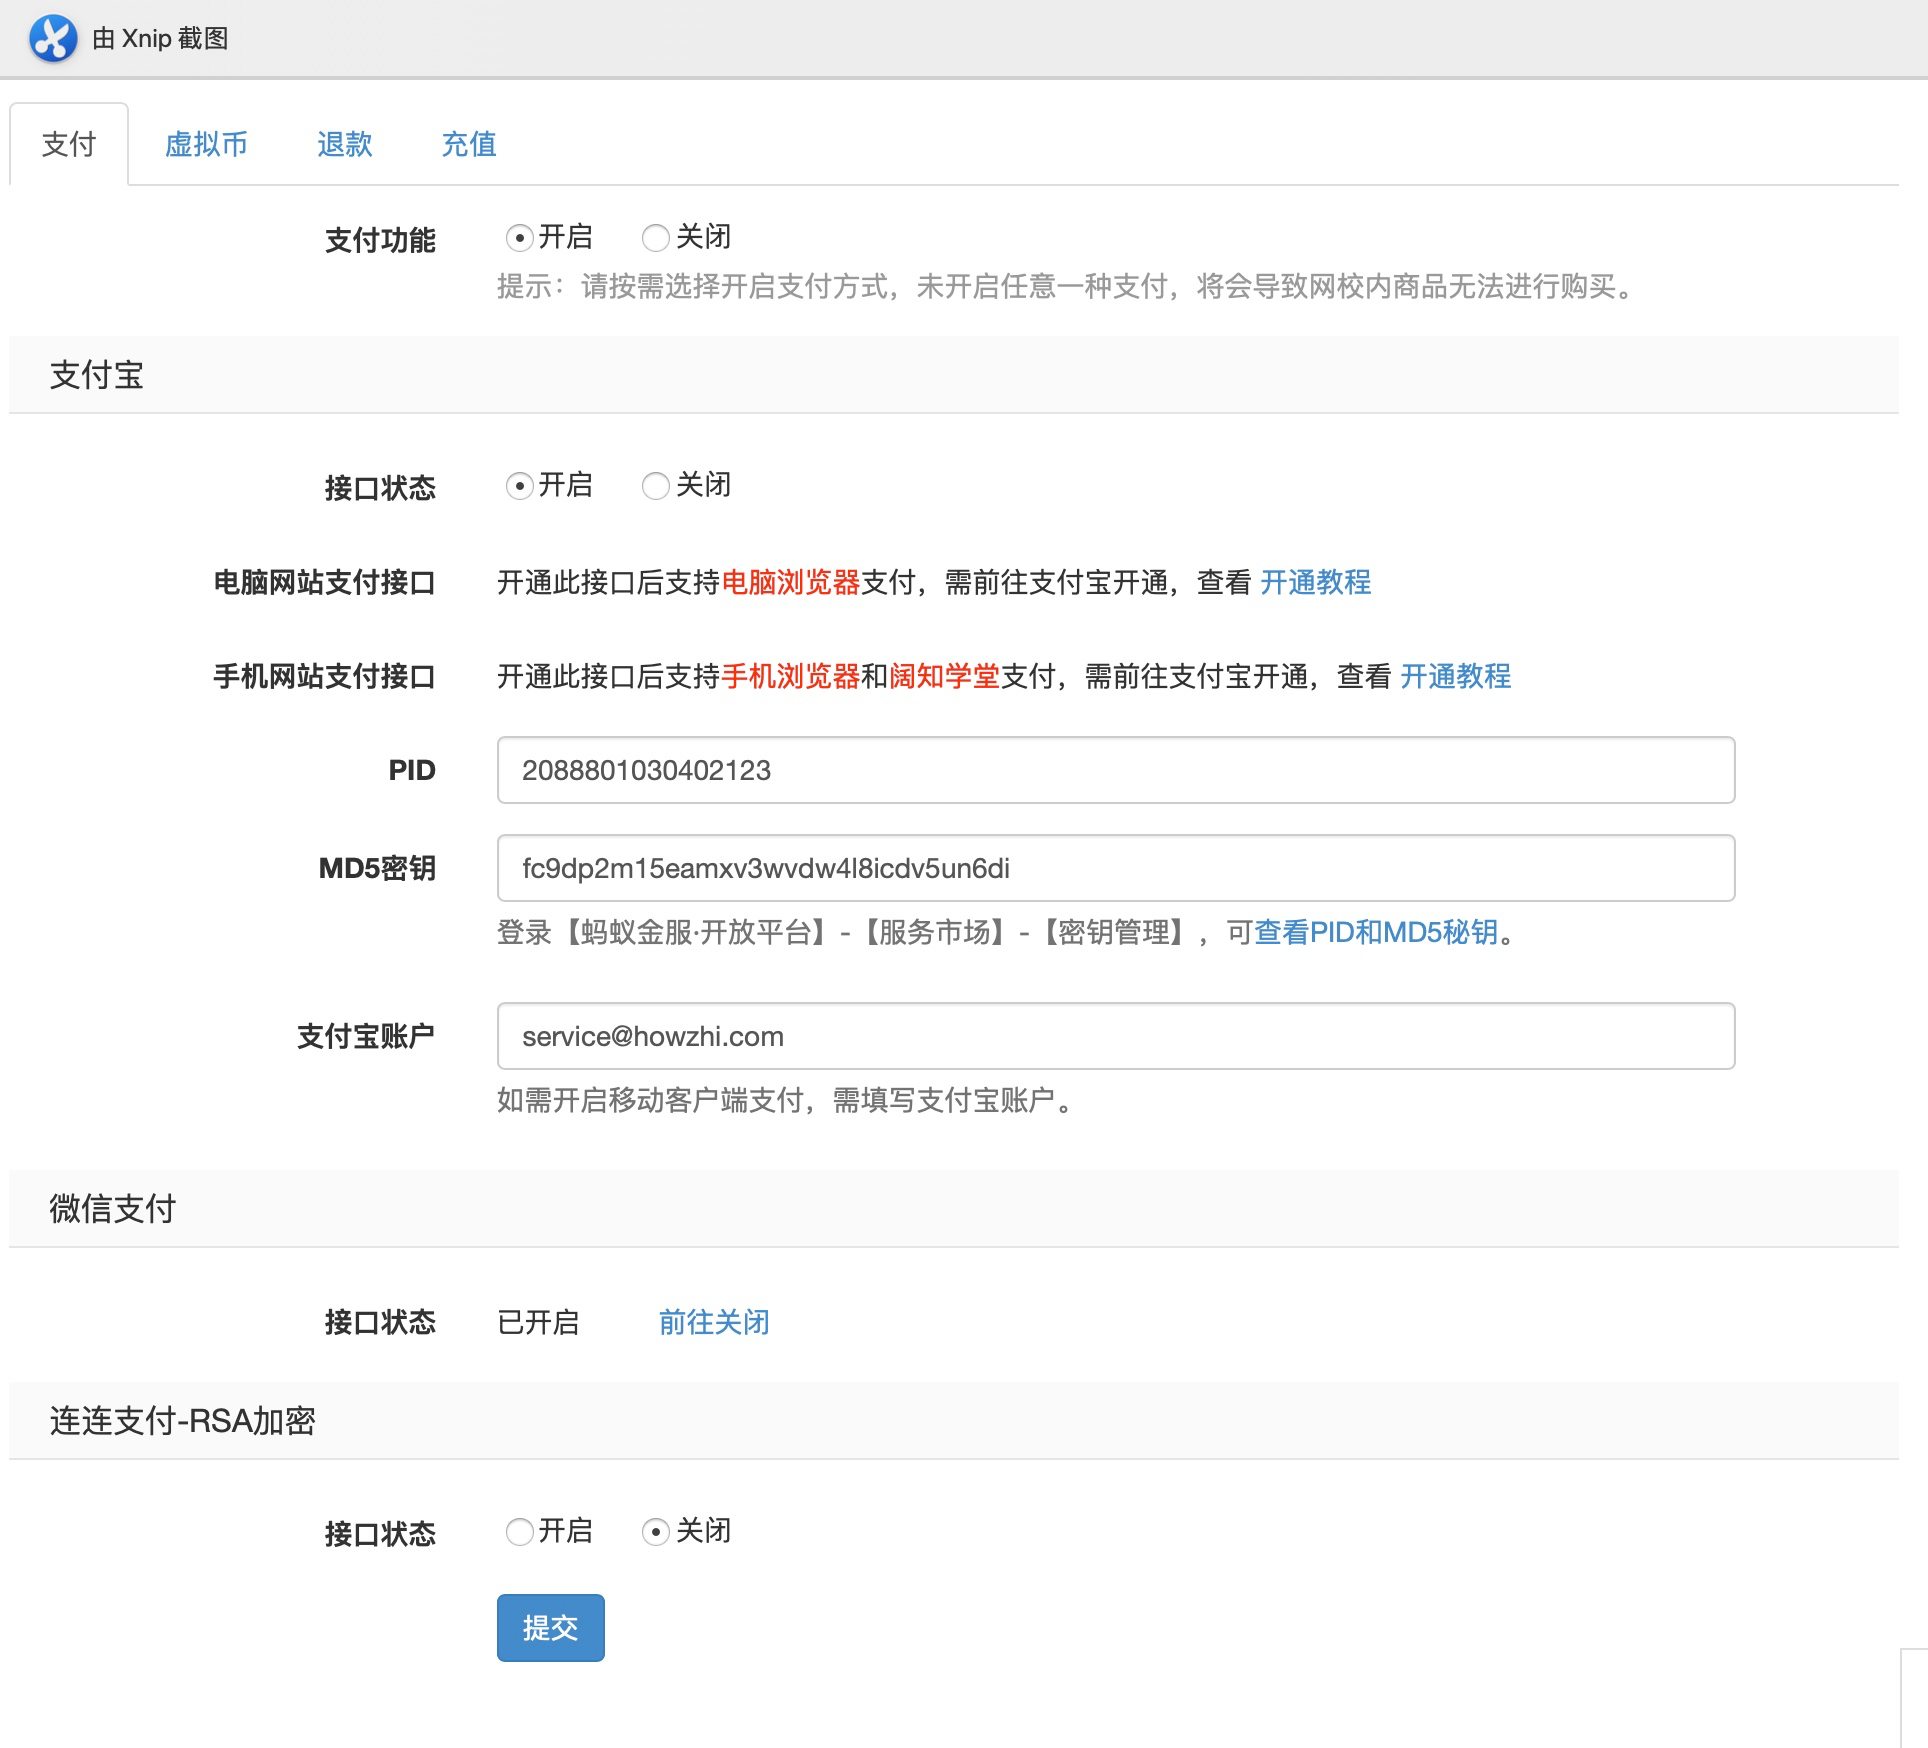 由 Xnip 截图
支付 虚拟币 退款 充值
支付功能 开启 关闭
提示：请按需选择开启支付方式，未开启任意一种支付，将会导致网校内商品无法进行购买。
支付宝
接口状态 开启 关闭
电脑网站支付接口 开通此接口后支持电脑浏览器支付，需前往支付宝开通，查看 开通教程
手机网站支付接口 开通此接口后支持手机浏览器和阔知学堂支付，需前往支付宝开通，查看 开通教程
PID 2088801030402123
MD5密钥 fc9dp2m15eamxv3wvdw4l8icdv5un6di
登录【蚂蚁金服·开放平台】-【服务市场】-【密钥管理】，可查看PID和MD5秘钥。
支付宝账户 service@howzhi.com
如需开启移动客户端支付，需填写支付宝账户。
微信支付
接口状态 已开启 前往关闭
连连支付-RSA加密
接口状态 开启 关闭
提交